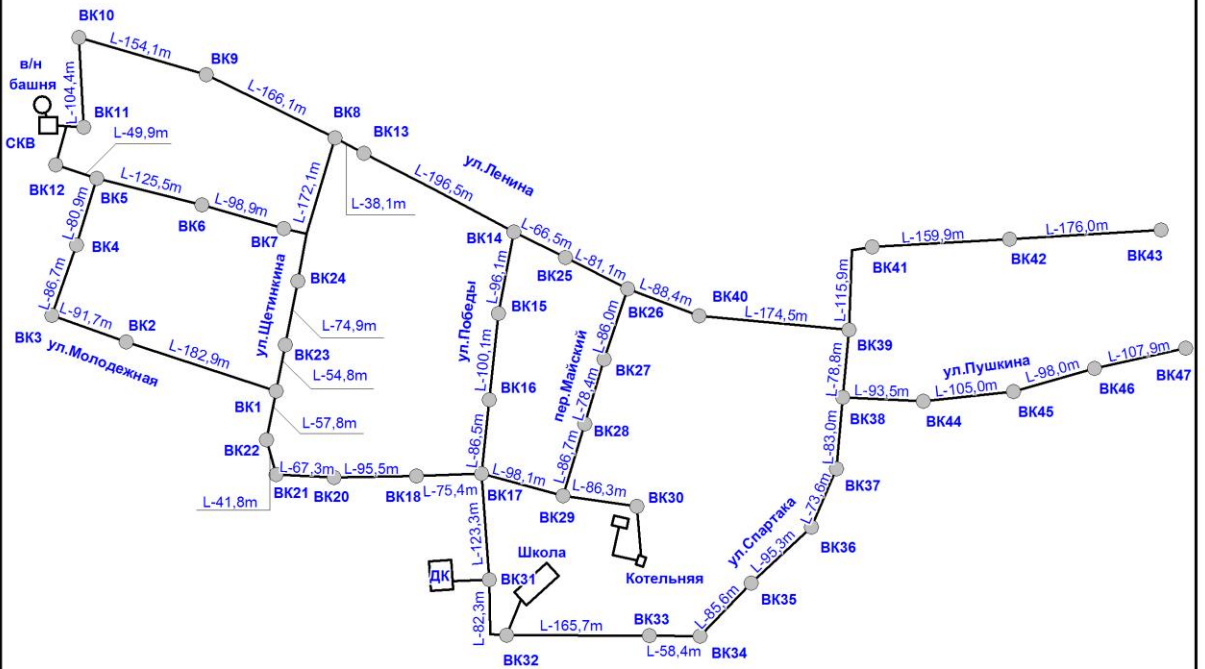 ВК10
L-154,1m
ВК9
в/н
башня
L-104,4m
L-166,1m
ВК11
ВК8
ВК13
СКВ
L-49,9m
ул.Ленина
ВК12
ВК5
L-125,5m
L-172,1m
L-196,5m
L-38,1m
L-98,9m
ВК6
ВК7
L-80,9m
ВК4
ВК14
L-66,5m
ВК25
L-81,1m
L-159,9m
L-176,0m
ВК41
ВК42
ВК43
L-86,7m
ВК24
ул.Щетинкина
L-96,1m
ВК15
ВК26
L-88,4m
ВК40
L-174,5m
L-115,9m
ВК39
ВК3
L-91,7m
ВК2
ул.Молодежная
L-182,9m
L-74,9m
ВК23
L-54,8m
ул.Победы
L-100,1m
пер.Майский
L-86,0m
ВК27
L-78,8m
ул.Пушкина
L-107,9m
ВК47
L-98,0m
ВК46
ВК1
L-57,8m
ВК16
L-78,4m
ВК28
ВК38
L-93,5m
ВК44
L-105,0m
ВК45
ВК22
L-86,5m
L-86,7m
L-83,0m
L-67,3m
L-95,5m
ВК21
ВК20
ВК18
L-75,4m
ВК17
L-98,1m
ВК29
L-86,3m
ВК30
ВК37
L-41,8m
L-123,3m
L-73,6m
ВК36
ул.Спартака
L-95,3m
Школа
ДК
ВК31
Котельная
ВК35
L-82,3m
L-165,7m
ВК33
L-85,6m
ВК32
L-58,4m
ВК34